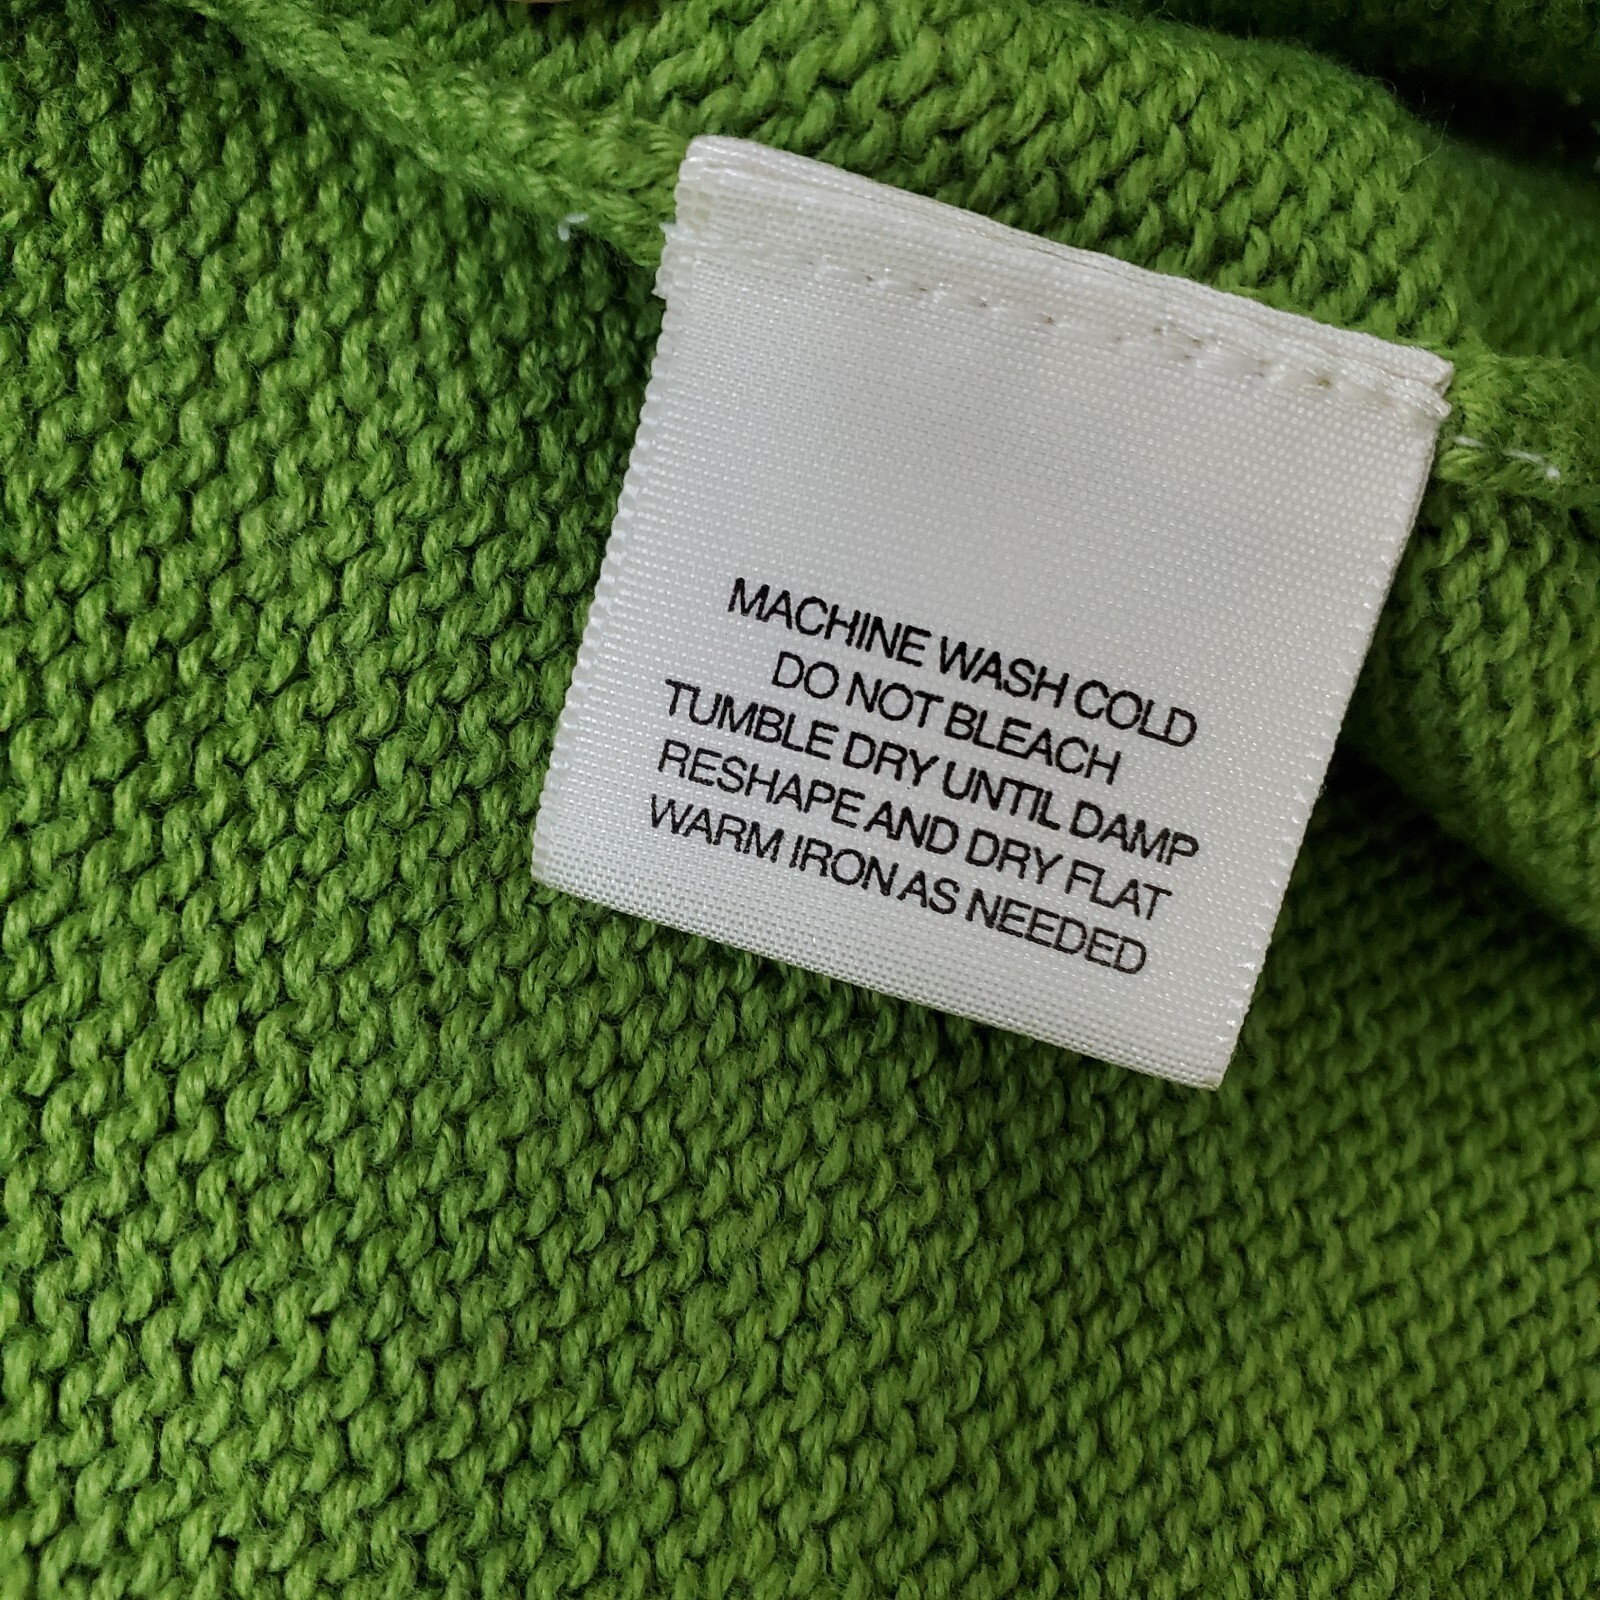 MACHINE WASH COLD
DO NOT BLEACH
TUMBLE DRY UNTIL DAMP
RESHAPE AND DRY FLAT
WARM IRON AS NEEDED